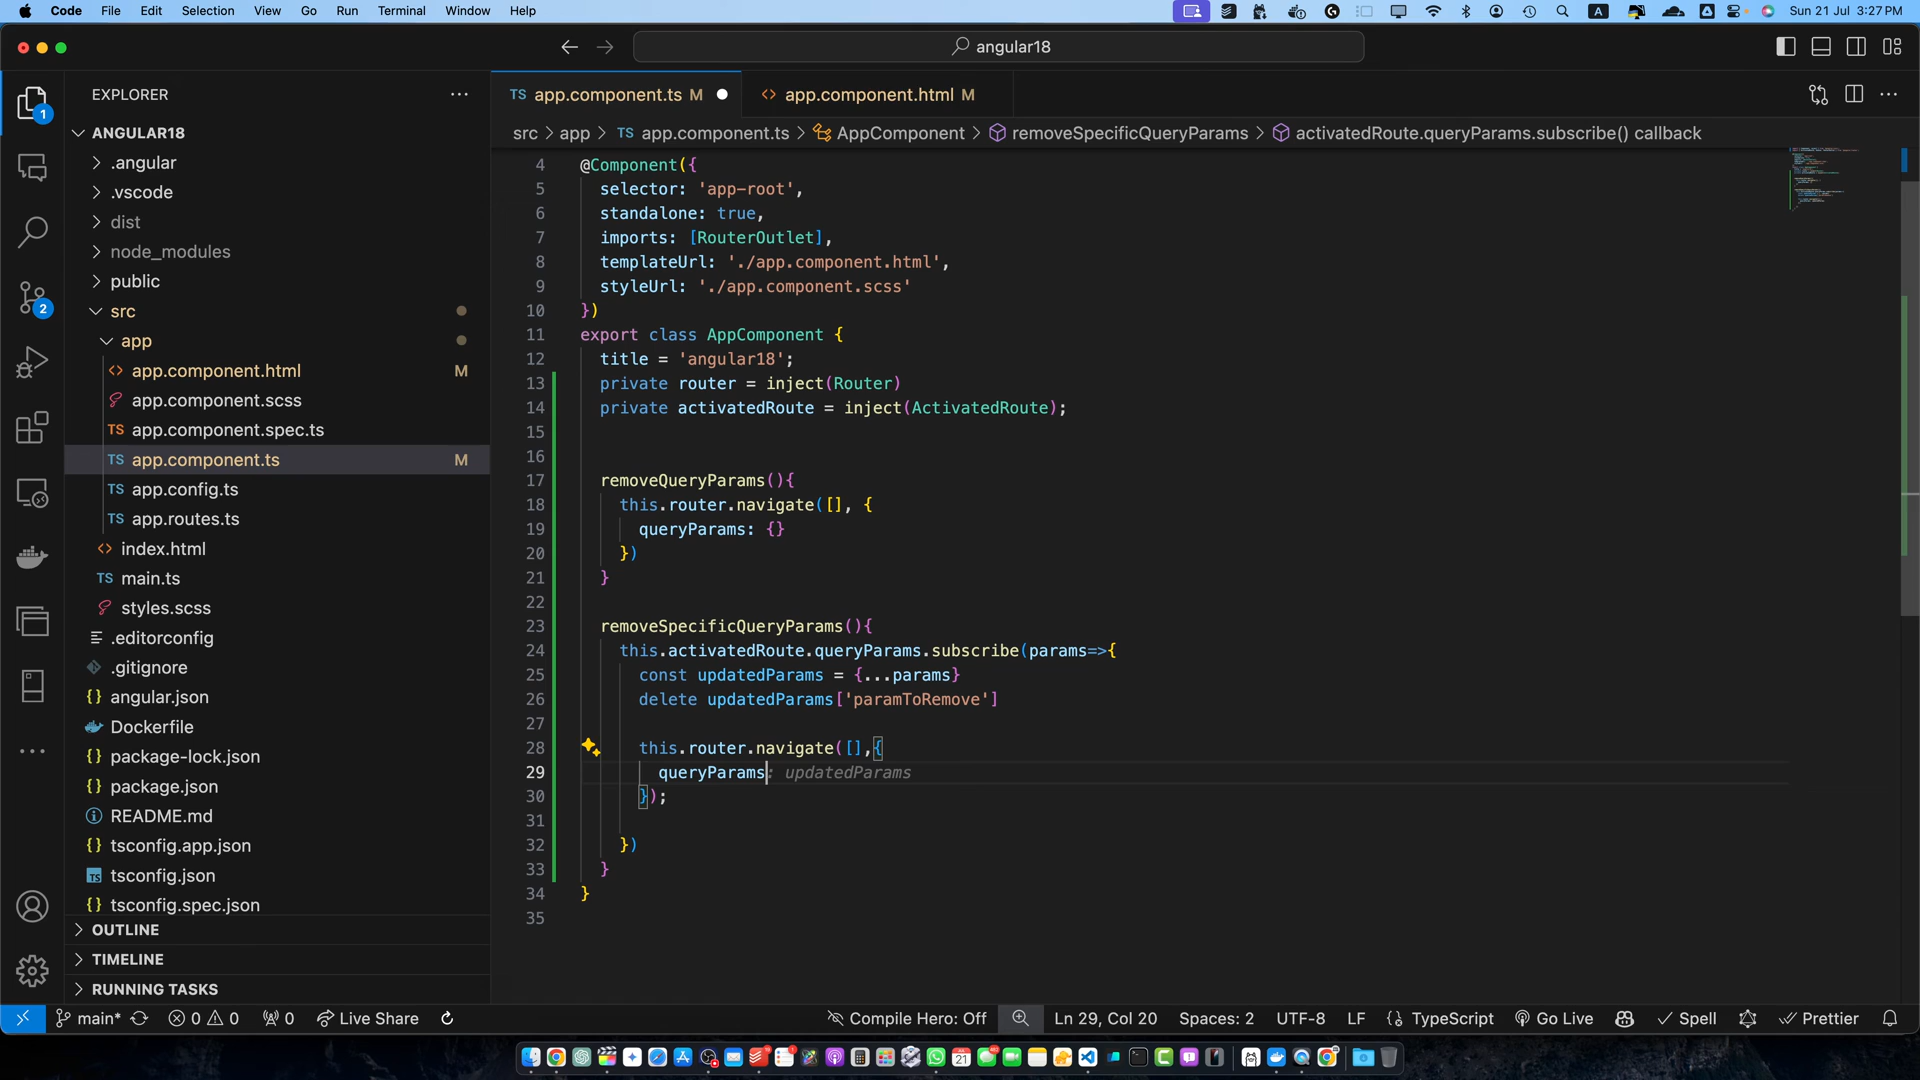 Code File Edit Selection View Go Run Terminal Window Help
A
Sun 21 Jul 3:27 PM
angular18
EXPLORER
TS app.component.ts M
<> app.component.html M
src > app > TS app.component.ts > AppComponent > removeSpecificQueryParams > activatedRoute.queryParams.subscribe() callback
1
2
ANGULAR18
.angular
.vscode
dist
node_modules
public
src
app
<> app.component.html M
app.component.scss
TS app.component.spec.ts
TS app.component.ts M
TS app.config.ts
TS app.routes.ts
<> index.html
TS main.ts
styles.scss
.editorconfig
.gitignore
{} angular.json
Dockerfile
{} package-lock.json
{} package.json
README.md
{} tsconfig.app.json
TS tsconfig.json
{} tsconfig.spec.json
OUTLINE
TIMELINE
RUNNING TASKS
4 @Component({
5 selector: 'app-root',
6 standalone: true,
7 imports: [RouterOutlet],
8 templateUrl: './app.component.html',
9 styleUrl: './app.component.scss'
10 })
11 export class AppComponent {
12 title = 'angular18';
13 private router = inject(Router)
14 private activatedRoute = inject(ActivatedRoute);
15
16
17 removeQueryParams(){
18 this.router.navigate([], {
19 queryParams: {}
20 })
21 }
22
23 removeSpecificQueryParams(){
24 this.activatedRoute.queryParams.subscribe(params=>{
25 const updatedParams = {...params}
26 delete updatedParams['paramToRemove']
27
28 this.router.navigate([],{
29 queryParams: updatedParams
30 });
31
32 })
33 }
34 }
35
main* 0 0 0 Live Share
Compile Hero: Off Ln 29, Col 20 Spaces: 2 UTF-8 LF {} TypeScript Go Live Spell Prettier